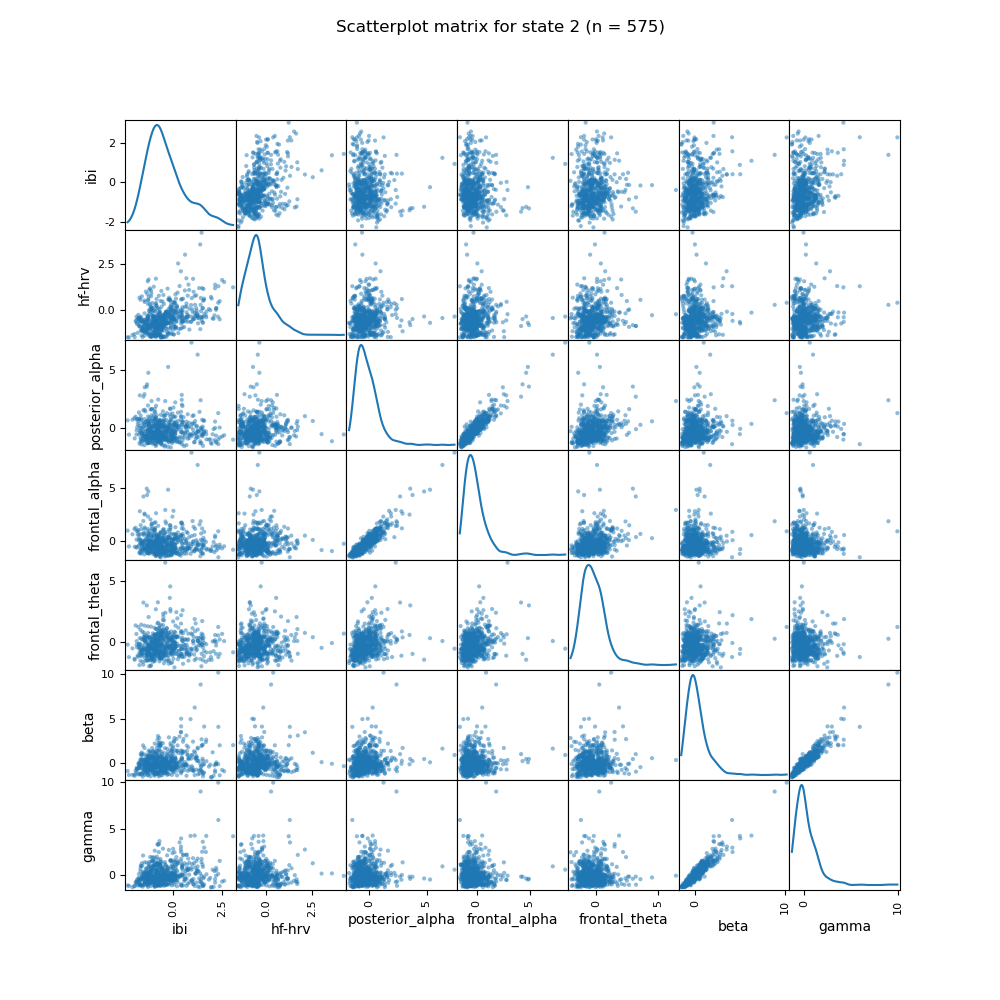 Scatterplot matrix for state 2 (n = 575)
ibi
2
0
-2
hf-hrv
2.5
0.0
posterior_alpha
5
0
frontal_alpha
5
0
frontal_theta
5
0
beta
10
5
0
gamma
10
5
0
0.0 2.5 0.0 2.5 0 5 0 5 0 5 0 10 0 10
ibi hf-hrv posterior_alpha frontal_alpha frontal_theta beta gamma